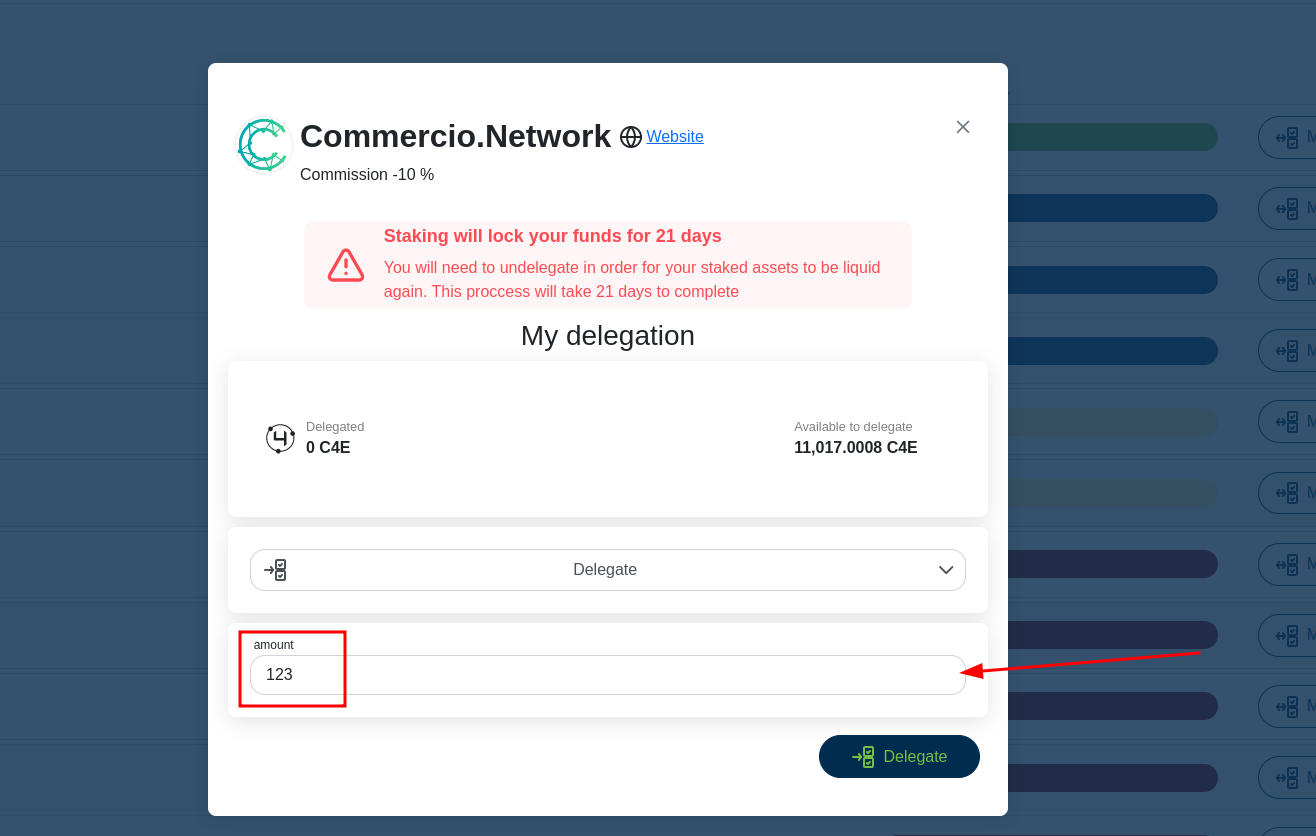 Commercio.Network Website
Commission -10 %
Staking will lock your funds for 21 days
You will need to undelegate in order for your staked assets to be liquid
again. This proccess will take 21 days to complete
My delegation
Delegated
0 C4E
Available to delegate
11,017.0008 C4E
Delegate
amount
123
Delegate
M
M
M
M
M
M
M
M
M
M